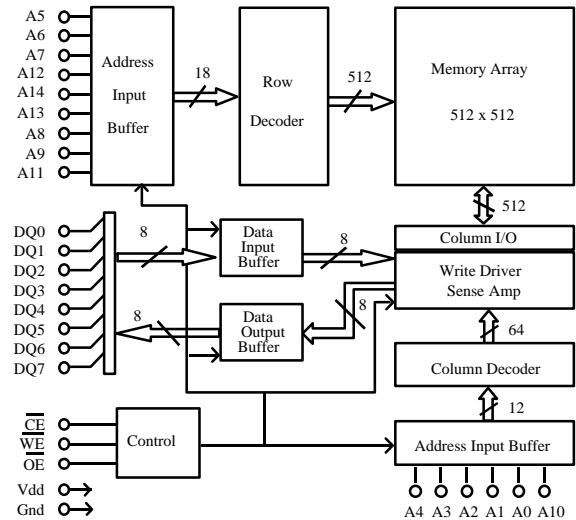 A5
A6
A7
A12
A14
A13
A8
A9
A11
Address
Input
Buffer
18
Row
Decoder
512
Memory Array
512 x 512
512
DQ0
DQ1
DQ2
DQ3
DQ4
DQ5
DQ6
DQ7
8
Data
Input
Buffer
8
Column I/O
Write Driver
Sense Amp
8
Data
Output
Buffer
8
64
Column Decoder
12
CE
WE
OE
Control
Address Input Buffer
Vdd
Gnd
A4 A3 A2 A1 A0 A10